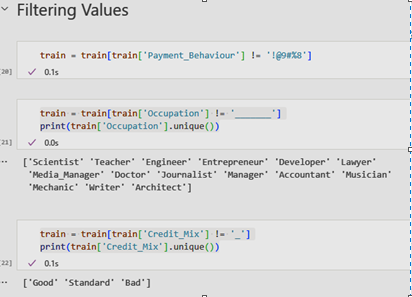 Filtering Values
train = train[train['Payment_Behaviour'] != '!@9#%8']
[20] ✓ 0.1s
train = train[train['Occupation'] != '_______']
print(train['Occupation'].unique())
[21] ✓ 0.0s
... ['Scientist' 'Teacher' 'Engineer' 'Entrepreneur' 'Developer' 'Lawyer'
'Media_Manager' 'Doctor' 'Journalist' 'Manager' 'Accountant' 'Musician'
'Mechanic' 'Writer' 'Architect']
train = train[train['Credit_Mix'] != '_']
print(train['Credit_Mix'].unique())
[22] ✓ 0.1s
... ['Good' 'Standard' 'Bad']